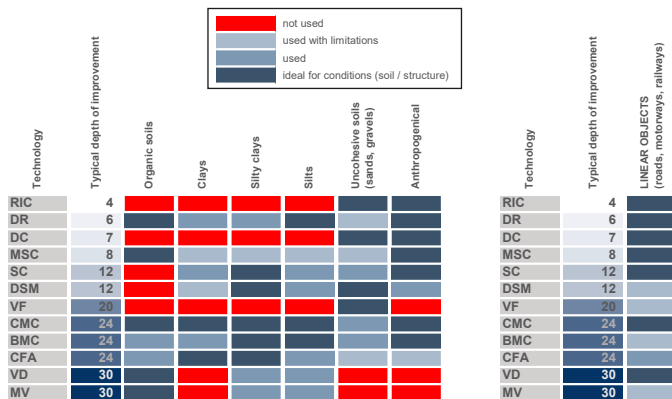 not used
used with limitations
used
ideal for conditions (soil / structure)
Technology
Typical depth of improvement
Organic soils
Clays
Silty clays
Silts
Uncohesive soils
(sands, gravels)
Anthropogenical
RIC 4
DR 6
DC 7
MSC 8
SC 12
DSM 12
VF 20
CMC 24
BMC 24
CFA 24
VD 30
MV 30
Technology
Typical depth of improvement
LINEAR OBJECTS
(roads, motorways, railways)
RIC 4
DR 6
DC 7
MSC 8
SC 12
DSM 12
VF 20
CMC 24
BMC 24
CFA 24
VD 30
MV 30